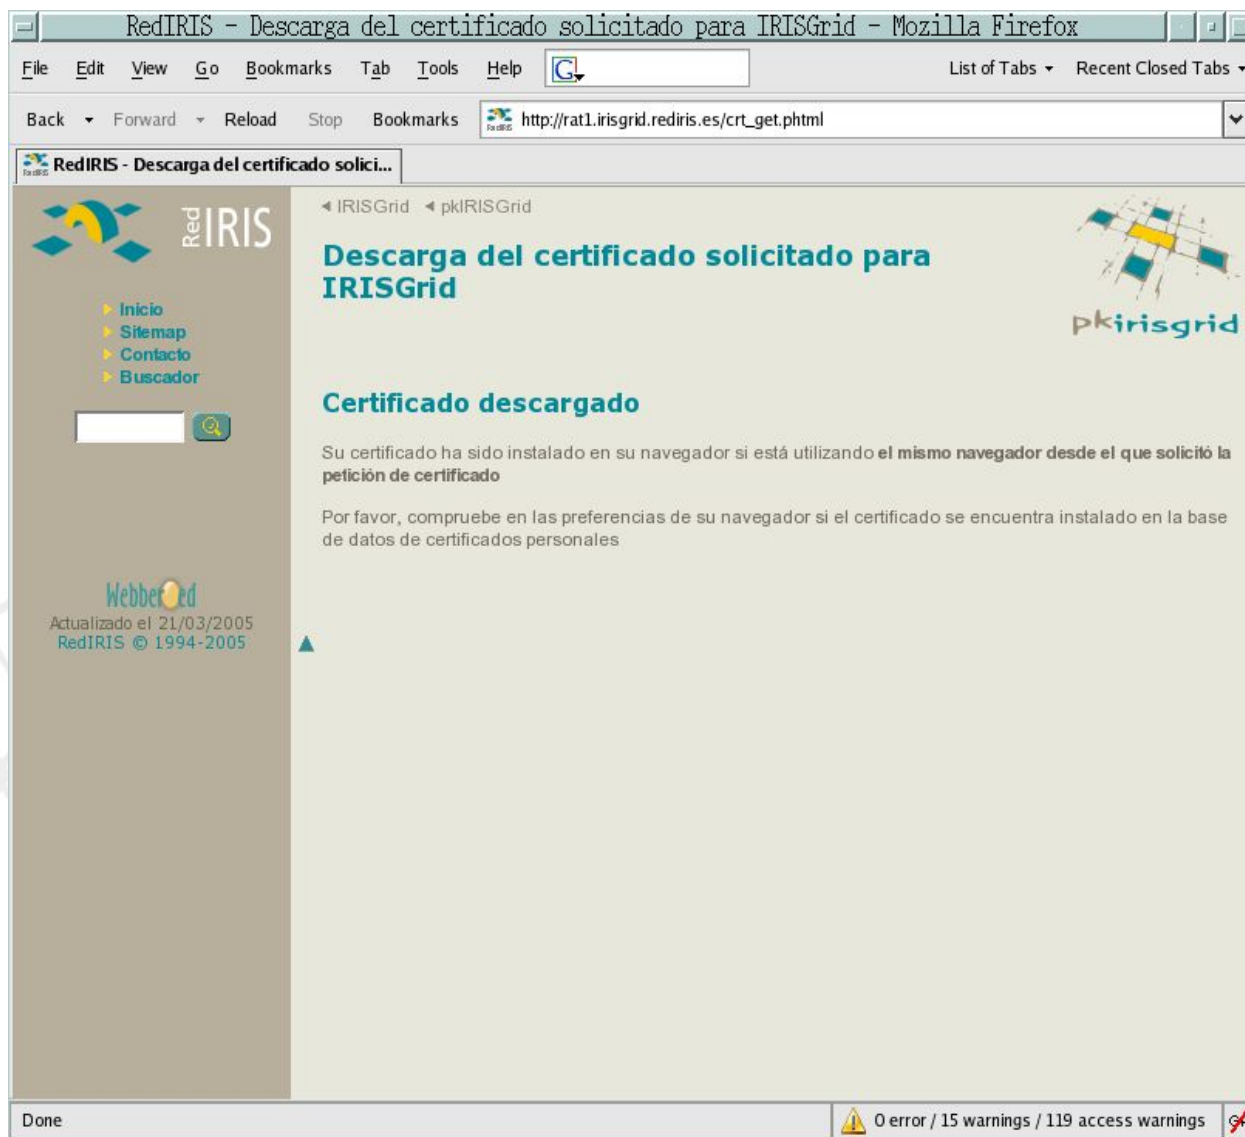 RedIRIS - Descarga del certificado solicitado para IRISGrid - Mozilla Firefox
File Edit View Go Bookmarks Tab Tools Help G List of Tabs Recent Closed Tabs
Back Forward Reload Stop Bookmarks http://rat1.irisgrid.rediris.es/crt_get.phtml
RedIRIS - Descarga del certificado solici...
Red IRIS
Inicio
Sitemap
Contacto
Buscador
Webbered
Actualizado el 21/03/2005
RedIRIS © 1994-2005
IRISGrid pkIRISGrid
Descarga del certificado solicitado para
IRISGrid
pkirisgrid
Certificado descargado
Su certificado ha sido instalado en su navegador si está utilizando el mismo navegador desde el que solicitó la
petición de certificado
Por favor, compruebe en las preferencias de su navegador si el certificado se encuentra instalado en la base
de datos de certificados personales
Done 0 error / 15 warnings / 119 access warnings